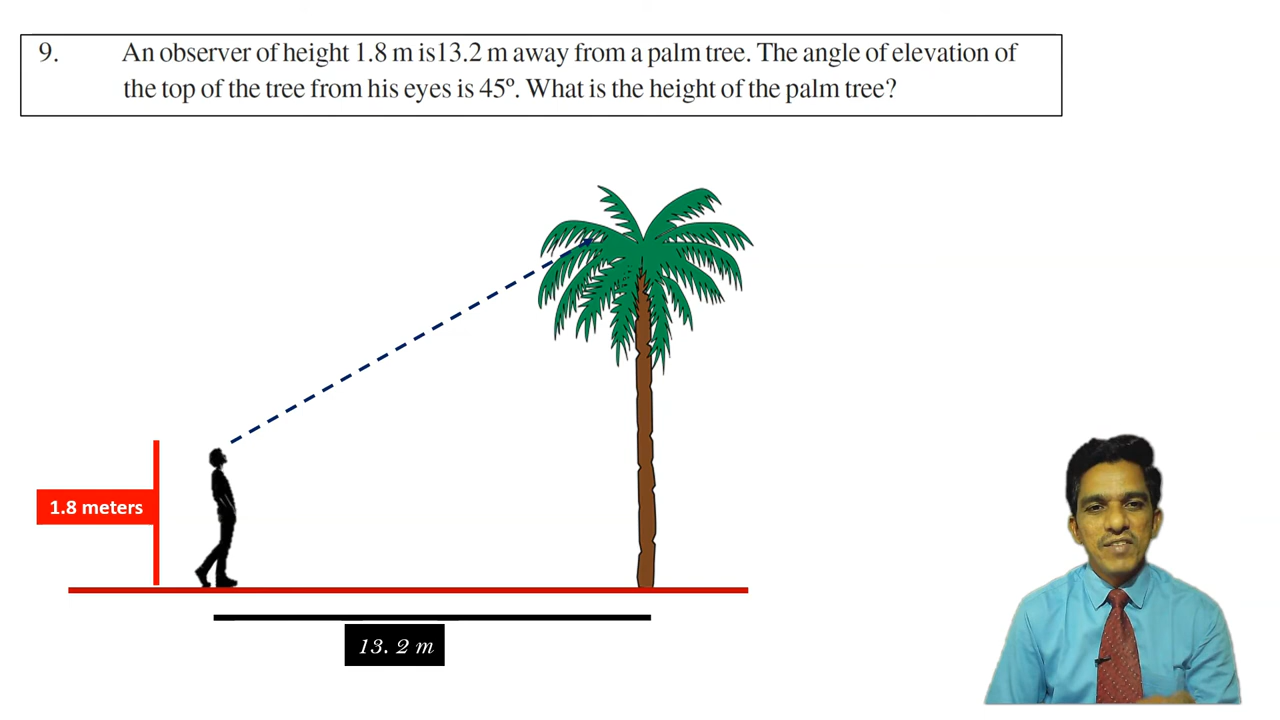 9. An observer of height 1.8 m is13.2 m away from a palm tree. The angle of elevation of
the top of the tree from his eyes is 45º. What is the height of the palm tree?
1.8 meters
13. 2 m